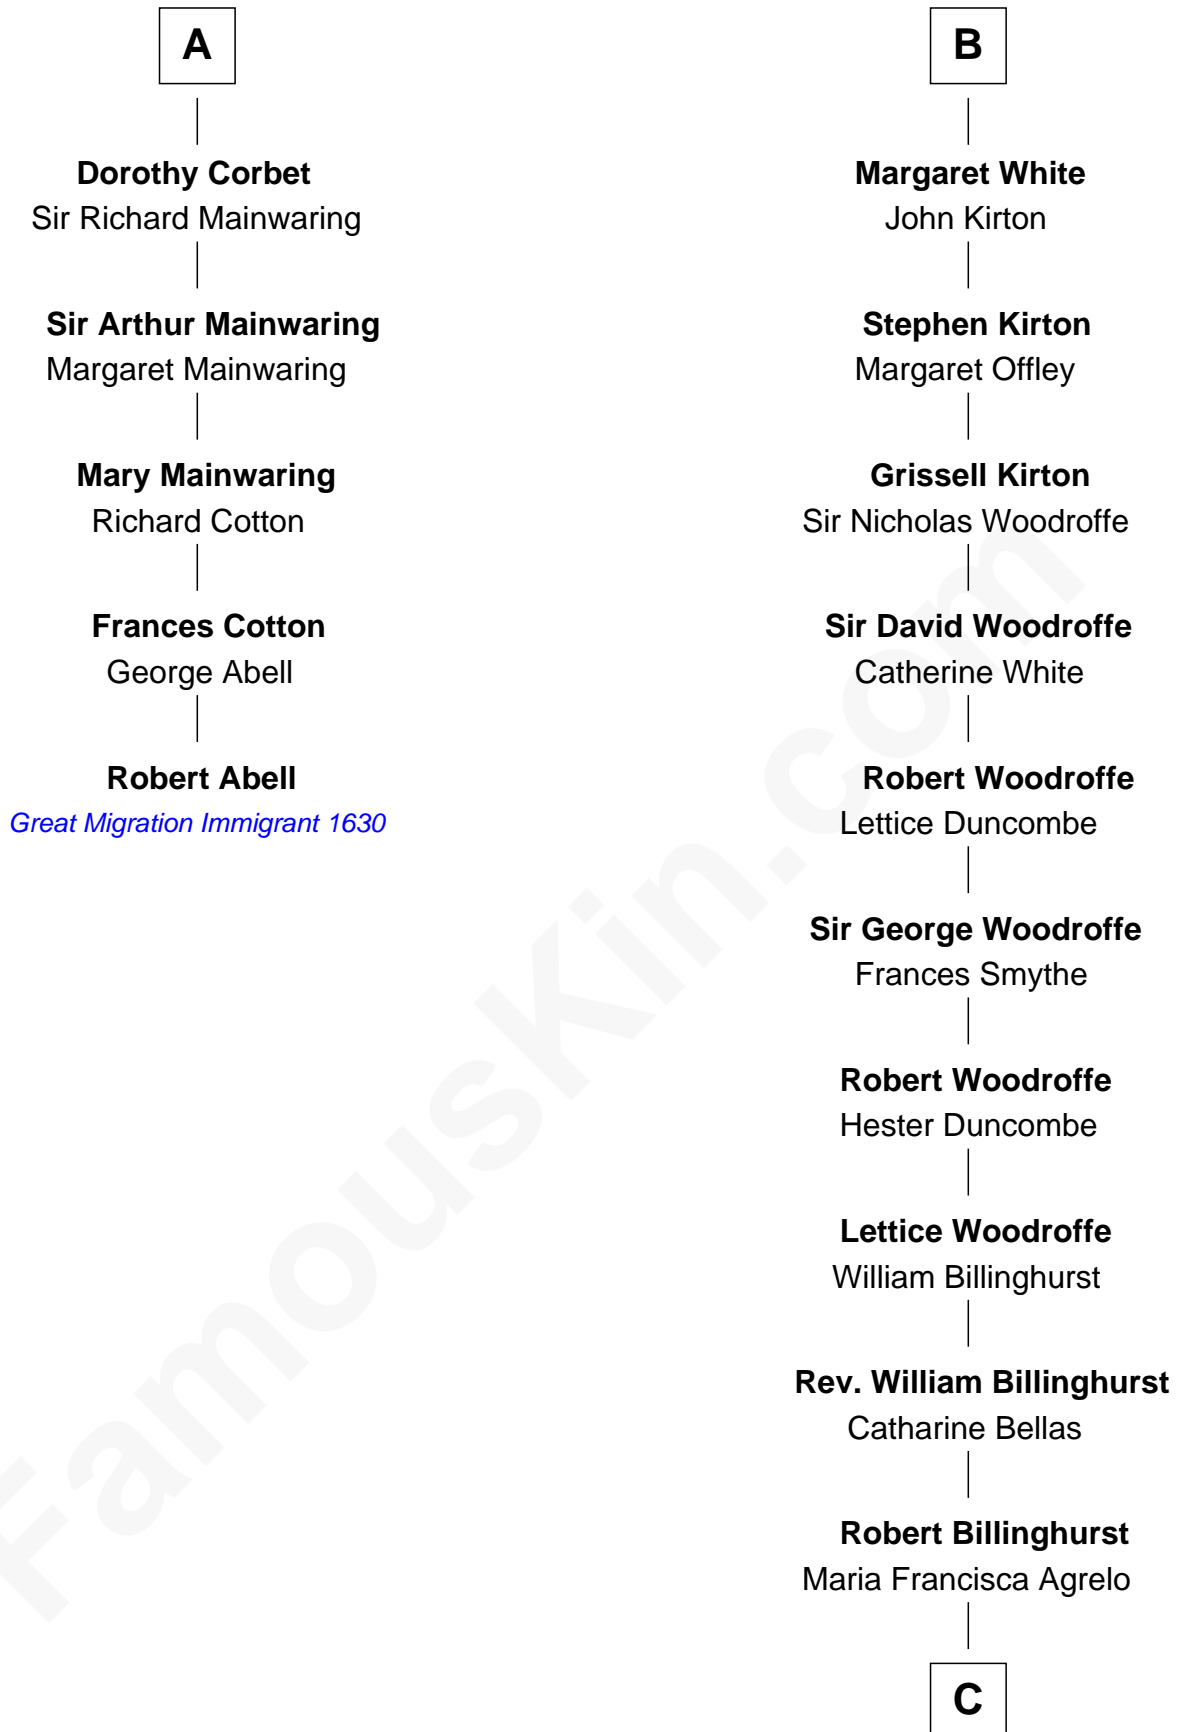 A
Dorothy Corbet
Sir Richard Mainwaring
Sir Arthur Mainwaring
Margaret Mainwaring
Mary Mainwaring
Richard Cotton
Frances Cotton
George Abell
Robert Abell
Great Migration Immigrant 1630
B
Margaret White
John Kirton
Stephen Kirton
Margaret Offley
Grissell Kirton
Sir Nicholas Woodroffe
Sir David Woodroffe
Catherine White
Robert Woodroffe
Lettice Duncombe
Sir George Woodroffe
Frances Smythe
Robert Woodroffe
Hester Duncombe
Lettice Woodroffe
William Billinghurst
Rev. William Billinghurst
Catharine Bellas
Robert Billinghurst
Maria Francisca Agrelo
C
FamousKin.com